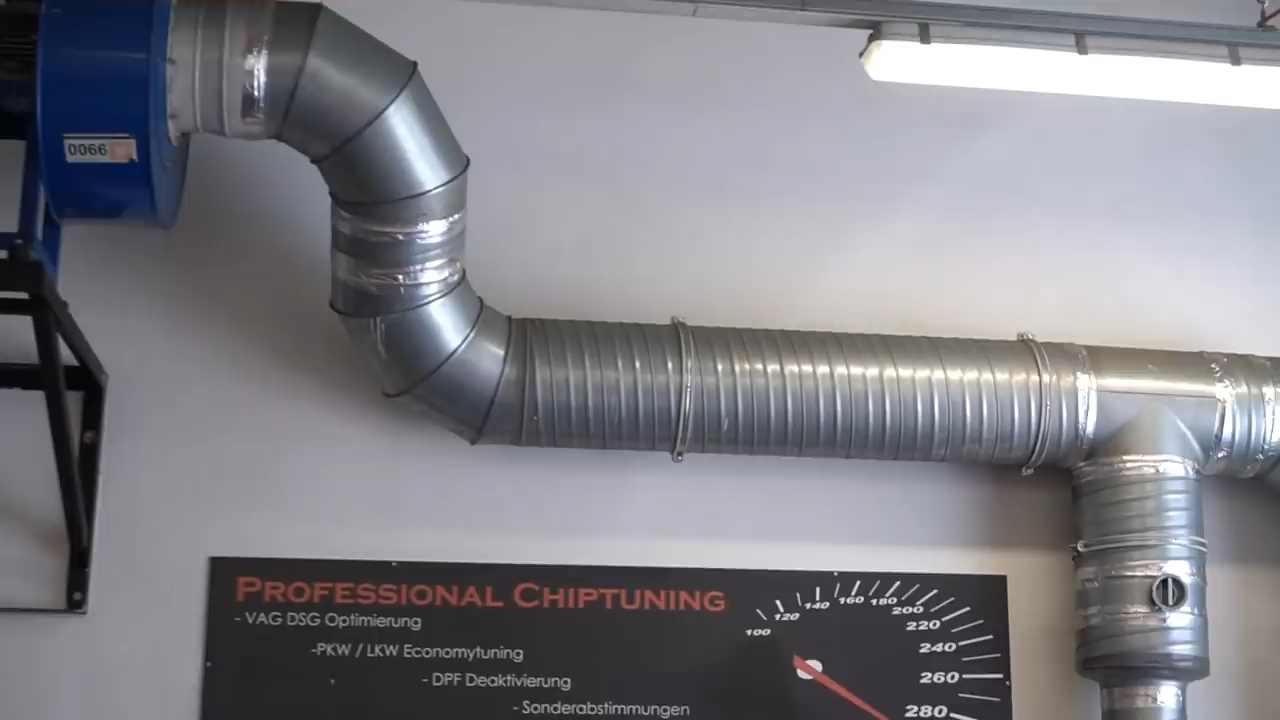 0066
PROFESSIONAL CHIPTUNING
- VAG DSG Optimierung
-PKW / LKW Economytuning
- DPF Deaktivierung
- Sonderabstimmungen
100
120
140
160
180
200
220
240
260
280